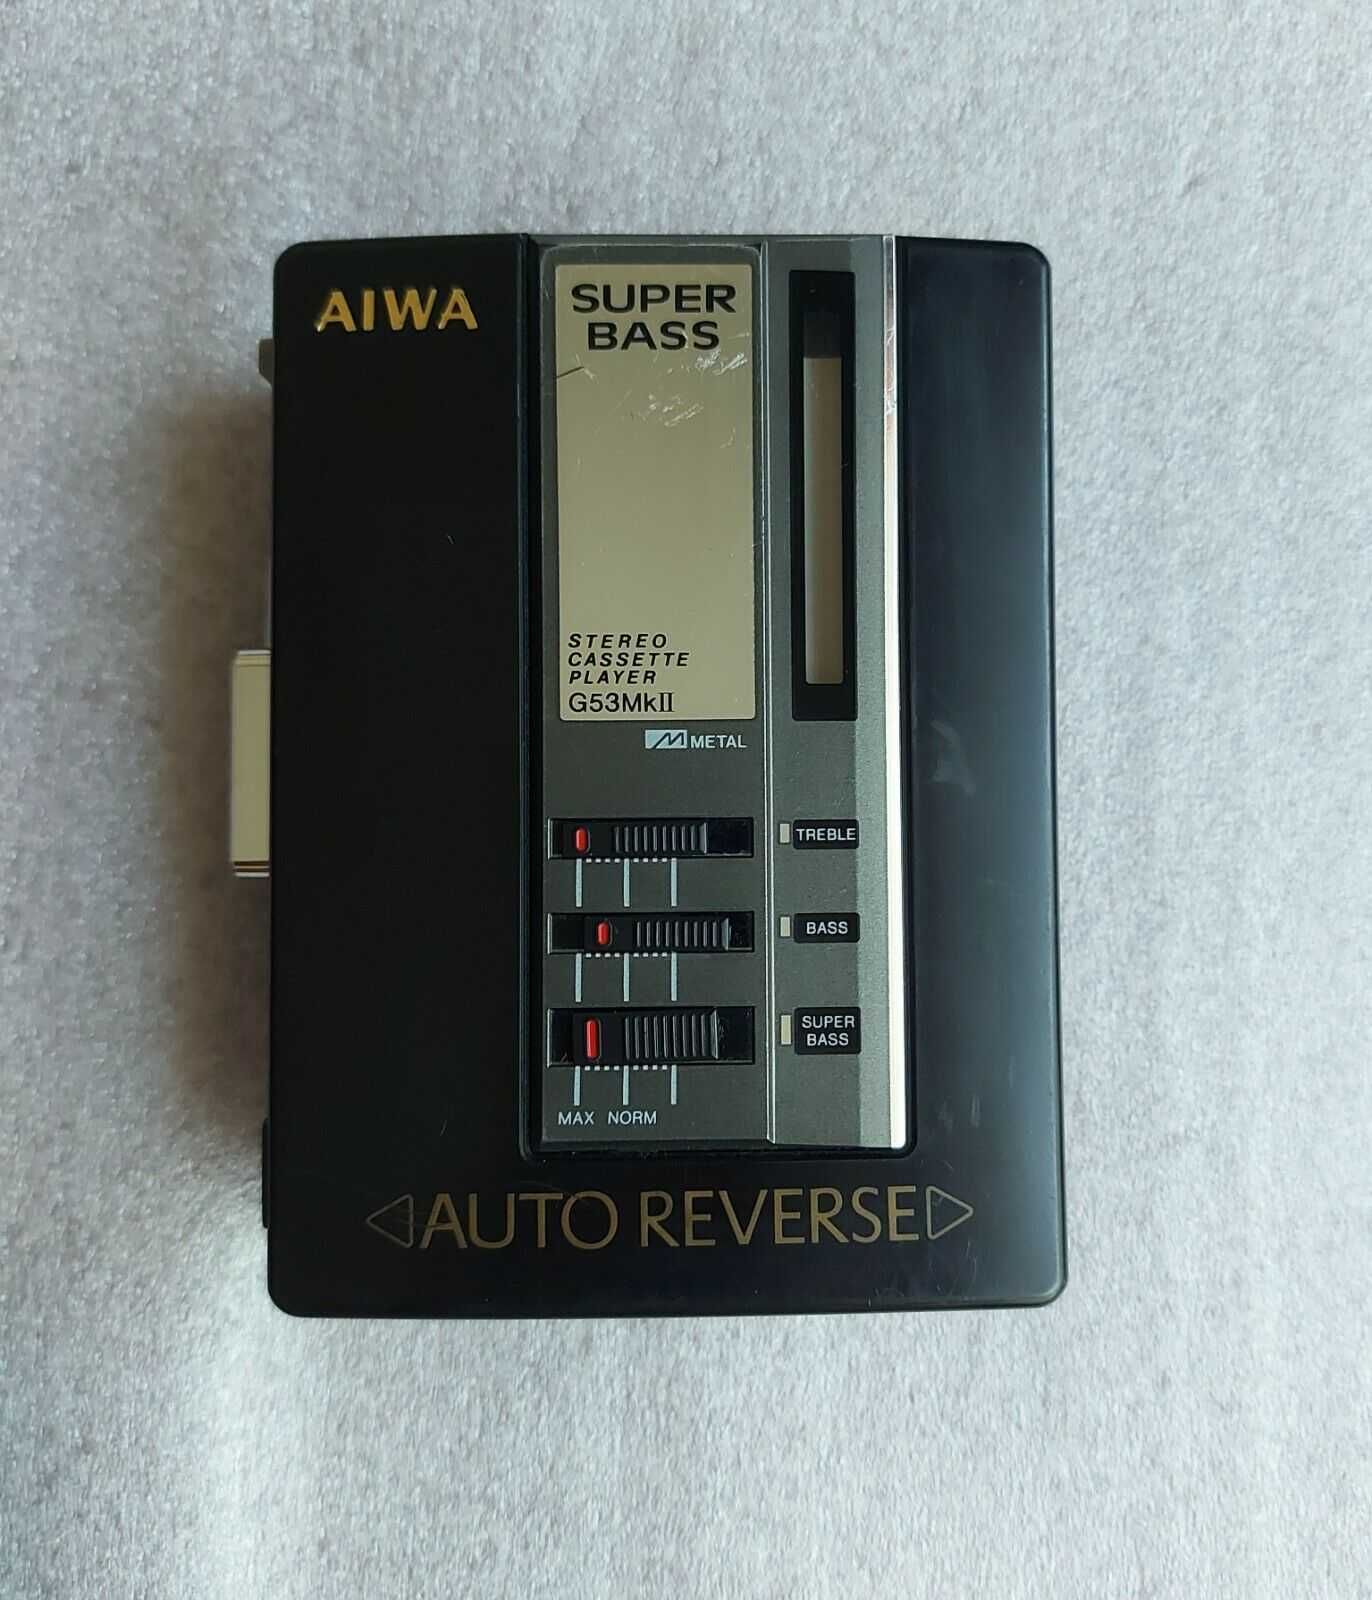 AIWA
SUPER
BASS
STEREO
CASSETTE
PLAYER
G53MkII
METAL
TREBLE
BASS
SUPER
BASS
MAX NORM
AUTO REVERSE